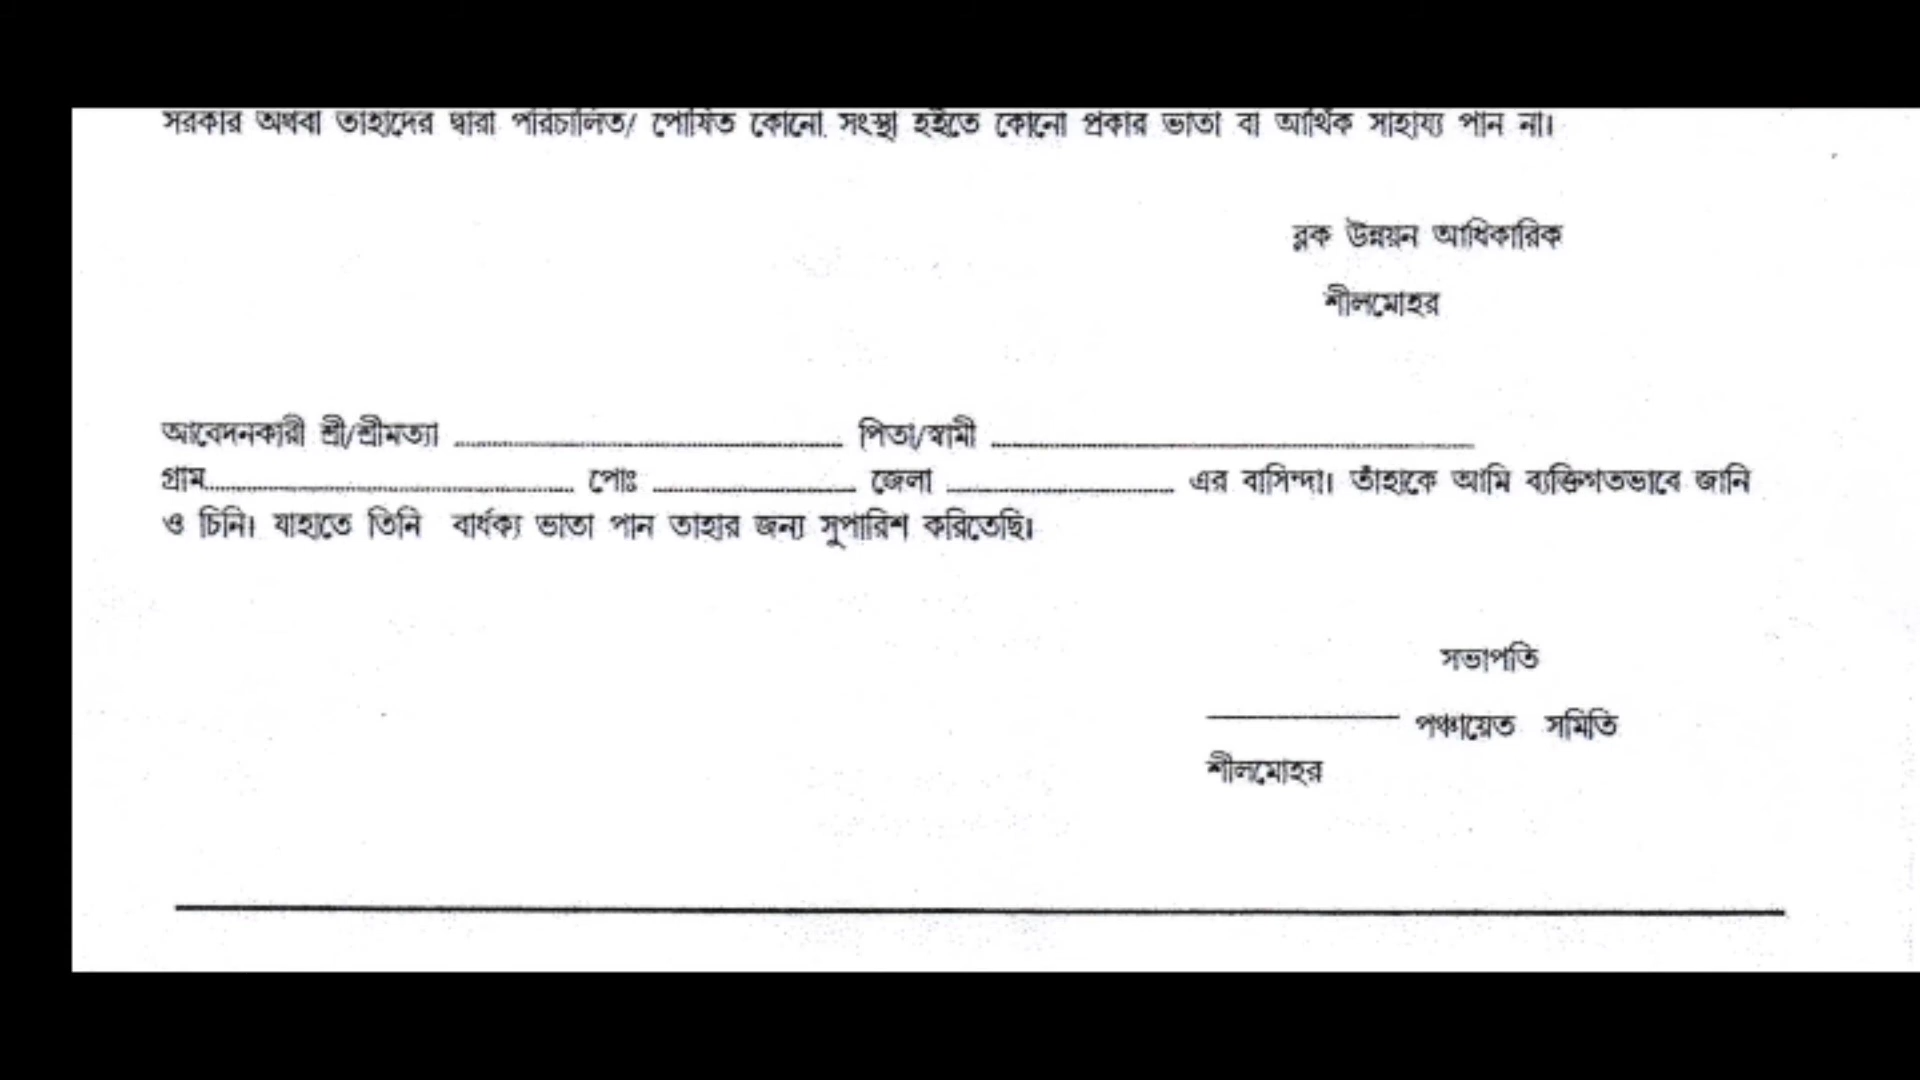 সরকার অথবা তাহাদের দ্বারা পরিচালিত/ পোষিত কোনো সংস্থা হইতে কোনো প্রকার ভাতা বা আর্থিক সাহায্য পান না।
ব্লক উন্নয়ন আধিকারিক
শীলমোহর
আবেদনকারী শ্রী/শ্রীমত্যা .................... পিতা/স্বামী ....................
গ্রাম.................... পোঃ .................... জেলা .................... এর বাসিন্দা। তাঁহাকে আমি ব্যক্তিগতভাবে জানি
ও চিনি। যাহাতে তিনি বার্ধক্য ভাতা পান তাহার জন্য সুপারিশ করিতেছি।
সভাপতি
__________ পঞ্চায়েত সমিতি
শীলমোহর